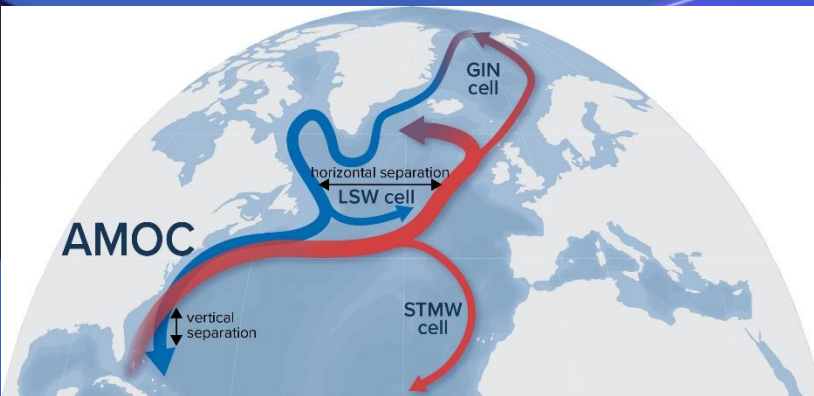 GIN
cell
horizontal separation
LSW cell
AMOC
vertical
separation
STMW
cell